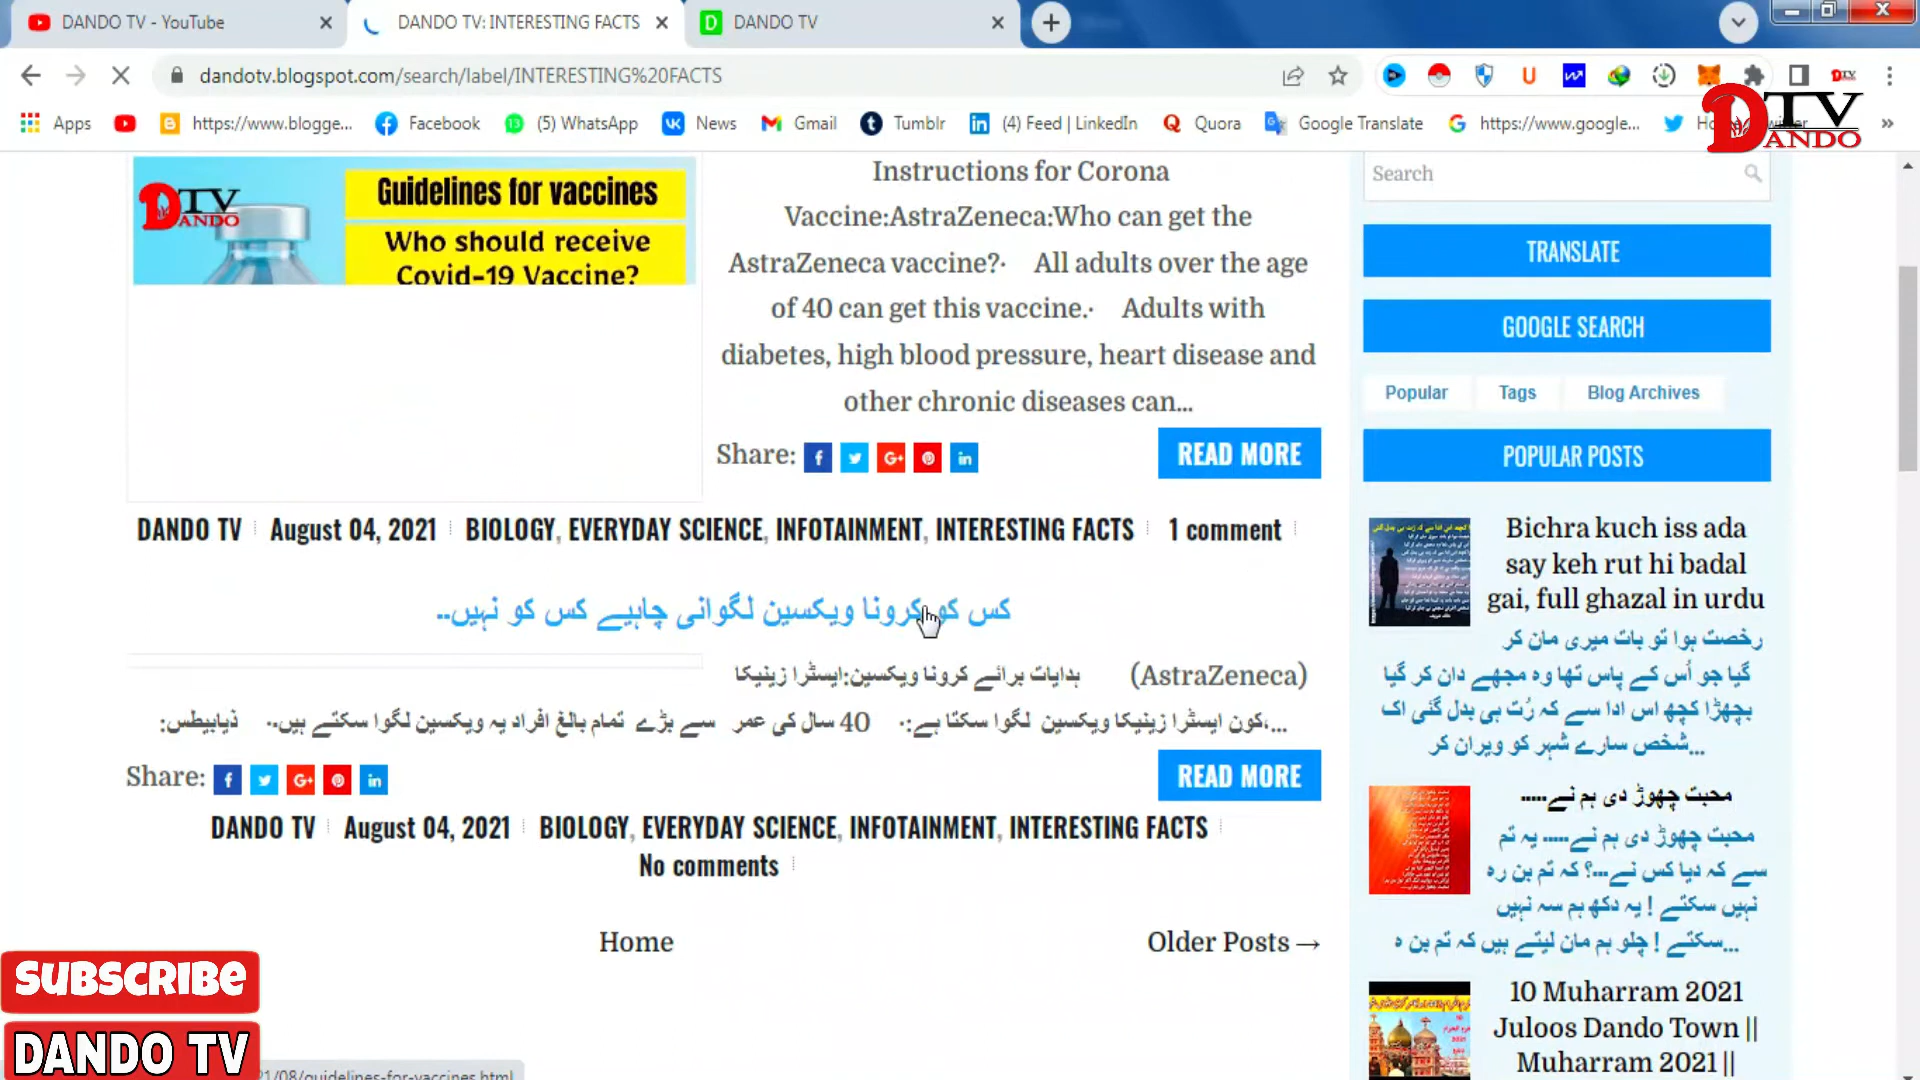 DANDO TV - YouTube
DANDO TV: INTERESTING FACTS
D DANDO TV
dandotv.blogspot.com/search/label/INTERESTING%20FACTS
Apps
https://www.blogge...
Facebook
(5) WhatsApp
News
Gmail
Tumblr
(4) Feed | LinkedIn
Quora
Google Translate
https://www.google...
DTV
DANDO
DTV
DANDO
Guidelines for vaccines
Who should receive
Covid-19 Vaccine?
Instructions for Corona
Vaccine:AstraZeneca:Who can get the
AstraZeneca vaccine?· All adults over the age
of 40 can get this vaccine.· Adults with
diabetes, high blood pressure, heart disease and
other chronic diseases can...
Share:
READ MORE
DANDO TV August 04, 2021 BIOLOGY, EVERYDAY SCIENCE, INFOTAINMENT, INTERESTING FACTS 1 comment
کس کو کرونا ویکسین لگوانی چاہیے کس کو نہیں..
ہدایات برائے کرونا ویکسین:ایسٹرا زینیکا (AstraZeneca)
کون ایسٹرا زینیکا ویکسین لگوا سکتا ہے:· 40 سال کی عمر سے بڑے تمام بالغ افراد یہ ویکسین لگوا سکتے ہیں.· ذیابیطس:،...
Share:
READ MORE
DANDO TV August 04, 2021 BIOLOGY, EVERYDAY SCIENCE, INFOTAINMENT, INTERESTING FACTS
No comments
Home
Older Posts →
Search
TRANSLATE
GOOGLE SEARCH
Popular
Tags
Blog Archives
POPULAR POSTS
Bichra kuch iss ada
say keh rut hi badal
gai, full ghazal in urdu
رخصت ہوا تو بات میری مان کر
گیا جو اُس کے پاس تھا وہ مجھے دان کر گیا
بچھڑا کچھ اس ادا سے کہ رُت ہی بدل گئی اک
شخص سارے شہر کو ویران کر...
محبت چھوڑ دی ہم نے.....
محبت چھوڑ دی ہم نے..... یہ تم
سے کہ دیا کس نے...؟ کہ تم بن رہ
نہیں سکتے ! یہ دکھ ہم سہ نہیں
سکتے ! چلو ہم مان لیتے ہیں کہ تم بن ہ...
10 Muharram 2021
Juloos Dando Town ||
Muharram 2021 ||
SUBSCRIBE
DANDO TV
21/08/guidelines-for-vaccines.html